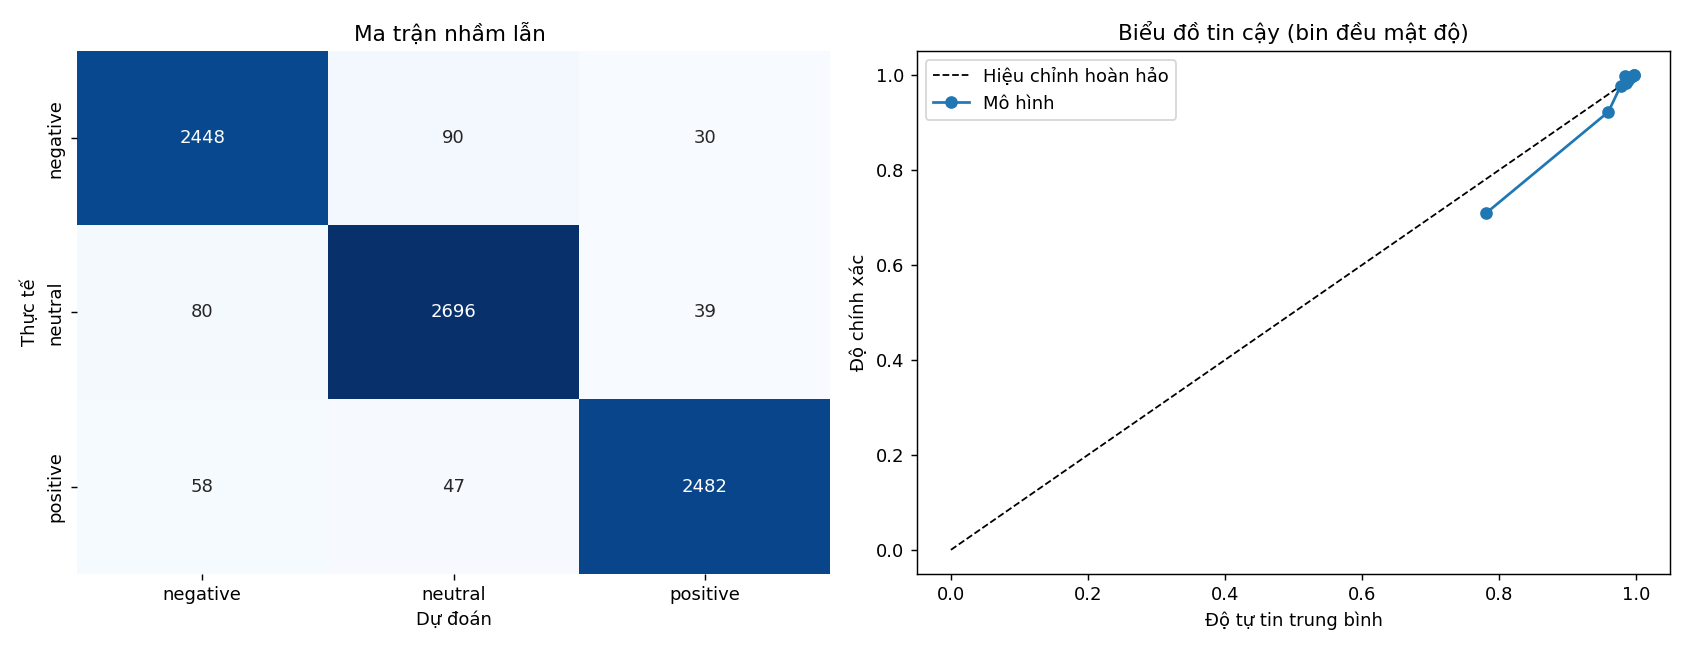 Ma trận nhầm lẫn
Thực tế
negative
neutral
positive
2448 90 30
80 2696 39
58 47 2482
negative neutral positive
Dự đoán
Biểu đồ tin cậy (bin đều mật độ)
Hiệu chỉnh hoàn hảo
Mô hình
Độ chính xác
1.0
0.8
0.6
0.4
0.2
0.0
0.0 0.2 0.4 0.6 0.8 1.0
Độ tự tin trung bình